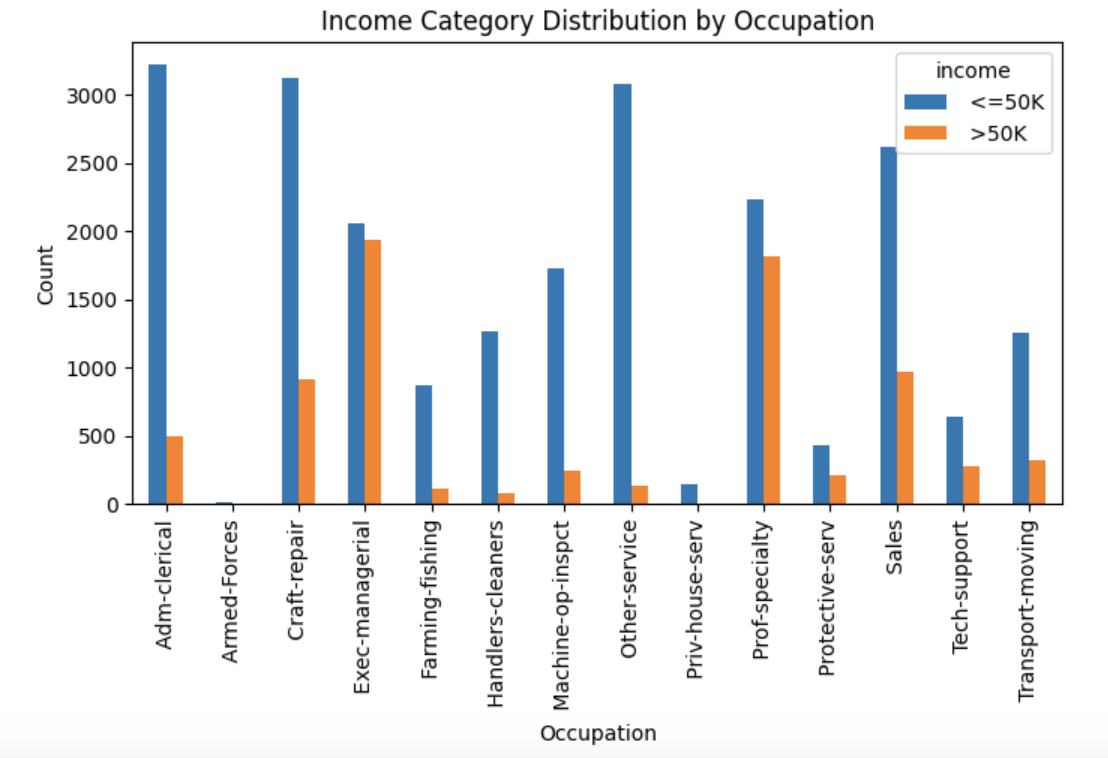 Income Category Distribution by Occupation
income
<=50K
>50K
3000
2500
2000
1500
1000
500
0
Count
Adm-clerical
Armed-Forces
Craft-repair
Exec-managerial
Farming-fishing
Handlers-cleaners
Machine-op-inspct
Other-service
Priv-house-serv
Prof-specialty
Protective-serv
Sales
Tech-support
Transport-moving
Occupation